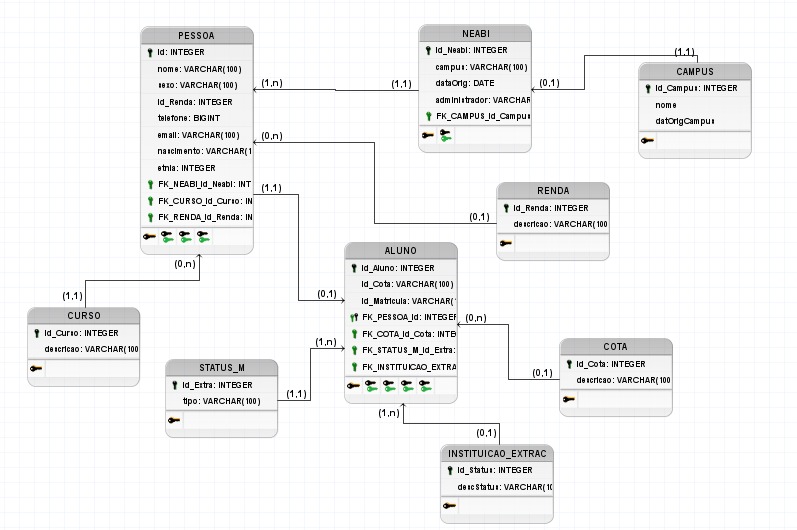 PESSOA
id: INTEGER
nome: VARCHAR(100)
sexo: VARCHAR(100)
id_Renda: INTEGER
telefone: BIGINT
email: VARCHAR(100)
nascimento: VARCHAR(1
etnia: INTEGER
FK_NEABI_id_Neabi: INT
FK_CURSO_id_Curso: IN
FK_RENDA_id_Renda: IN
(1,n)
(1,1)
(0,n)
(1,1)
(0,n)
NEABI
id_Neabi: INTEGER
campus: VARCHAR(100)
dataOrig: DATE
administrador: VARCHAR
FK_CAMPUS_id_Campus
(0,1)
(1,1)
CAMPUS
id_Campus: INTEGER
nome
datOrigCampus
RENDA
id_Renda: INTEGER
descricao: VARCHAR(100
(0,1)
ALUNO
id_Aluno: INTEGER
id_Cota: VARCHAR(100)
id_Matricula: VARCHAR(
FK_PESSOA_id: INTEGER
FK_COTA_id_Cota: INTE
FK_STATUS_M_id_Extra:
FK_INSTITUICAO_EXTRA
(0,1)
(0,n)
(1,n)
(1,n)
(1,1)
CURSO
id_Curso: INTEGER
descricao: VARCHAR(100
STATUS_M
id_Extra: INTEGER
tipo: VARCHAR(100)
(1,1)
COTA
id_Cota: INTEGER
descricao: VARCHAR(100
(0,1)
INSTITUICAO_EXTRAC
id_Status: INTEGER
descStatus: VARCHAR(10
(0,1)